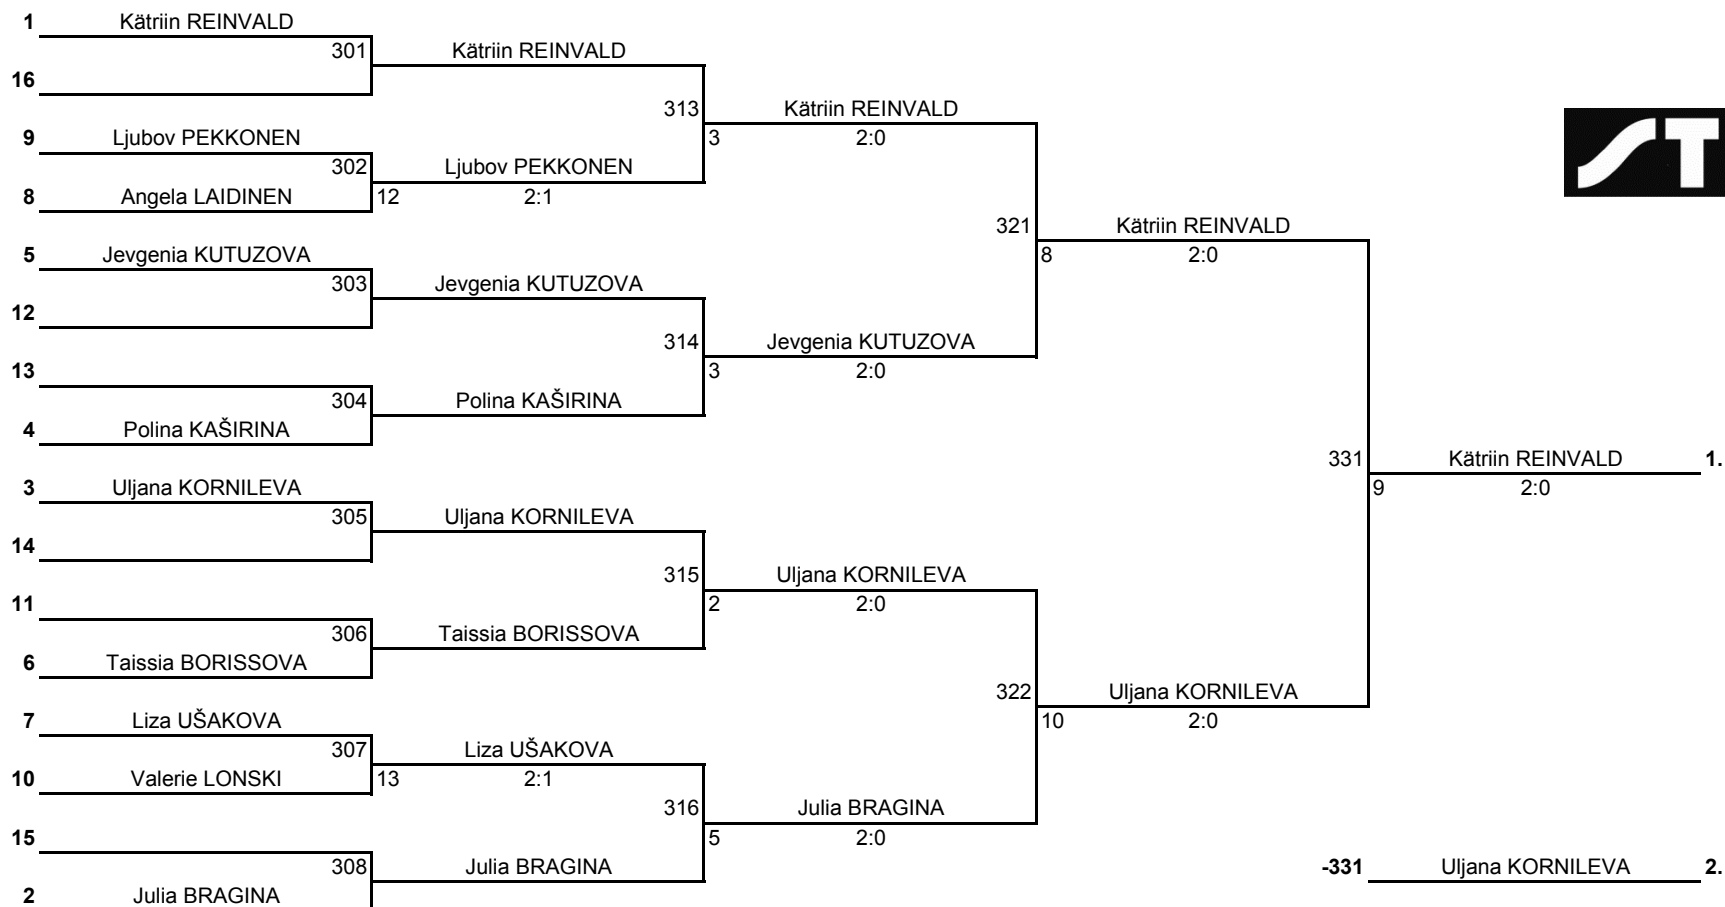 1 Kätriin REINVALD
301 Kätriin REINVALD
16
313 Kätriin REINVALD
9 Ljubov PEKKONEN
3 2:0
ST
302 Ljubov PEKKONEN
8 Angela LAIDINEN 12 2:1
321 Kätriin REINVALD
5 Jevgenia KUTUZOVA
8 2:0
303 Jevgenia KUTUZOVA
12
314 Jevgenia KUTUZOVA
13
3 2:0
304 Polina KAŠIRINA
4 Polina KAŠIRINA
331 Kätriin REINVALD 1.
3 Uljana KORNILEVA
9 2:0
305 Uljana KORNILEVA
14
315 Uljana KORNILEVA
11
2 2:0
306 Taissia BORISSOVA
6 Taissia BORISSOVA
322 Uljana KORNILEVA
7 Liza UŠAKOVA
10 2:0
307 Liza UŠAKOVA
10 Valerie LONSKI 13 2:1
316 Julia BRAGINA
15
5 2:0
308 Julia BRAGINA
-331 Uljana KORNILEVA 2.
2 Julia BRAGINA